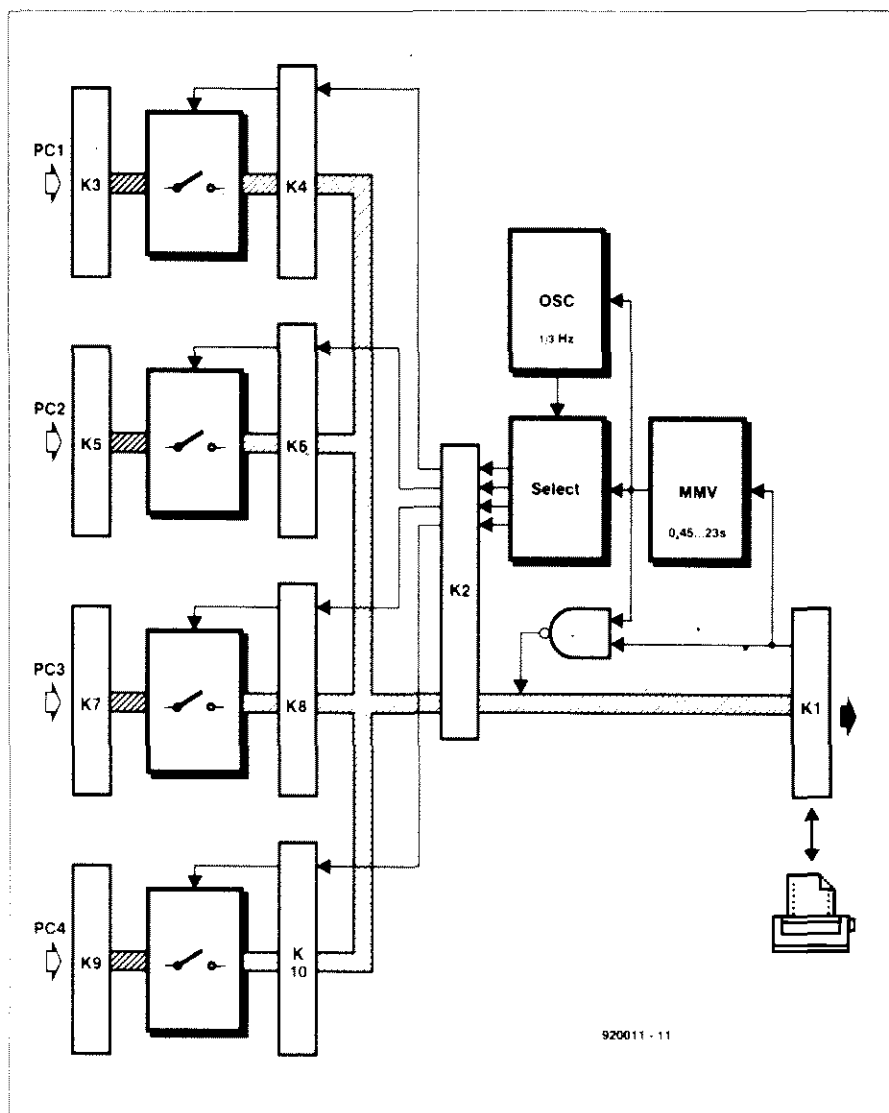 PC1
K3
K4
OSC
1/3 Hz
PC2
K5
K6
Select
MMV
0,45...23s
K2
PC3
K7
K8
K1
PC4
K9
K
10
920011 - 11